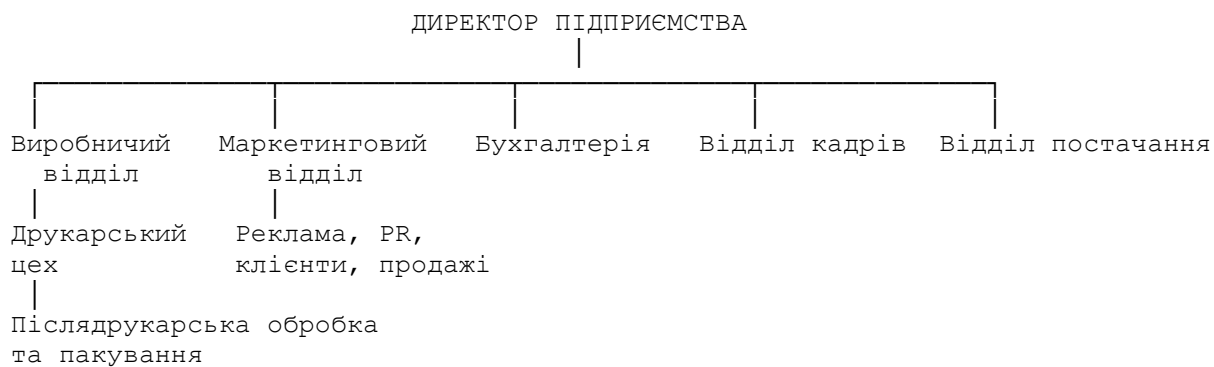 ДИРЕКТОР ПІДПРИЄМСТВА
Виробничий Маркетинговий Бухгалтерія Відділ кадрів Відділ постачання
відділ відділ
Друкарський Реклама, PR,
цех клієнти, продажі
Післядрукарська обробка
та пакування